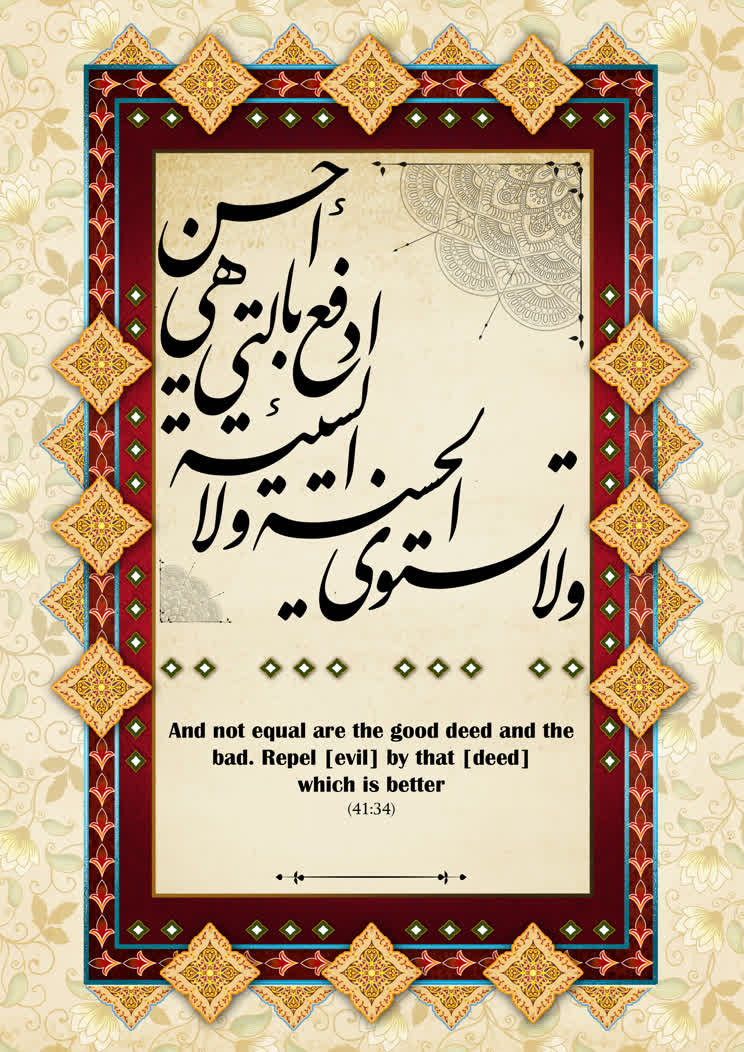 ولا تستوي الحسنة ولا السيئة
ادفع بالتي هي أحسن
And not equal are the good deed and the
bad. Repel [evil] by that [deed]
which is better
(41:34)